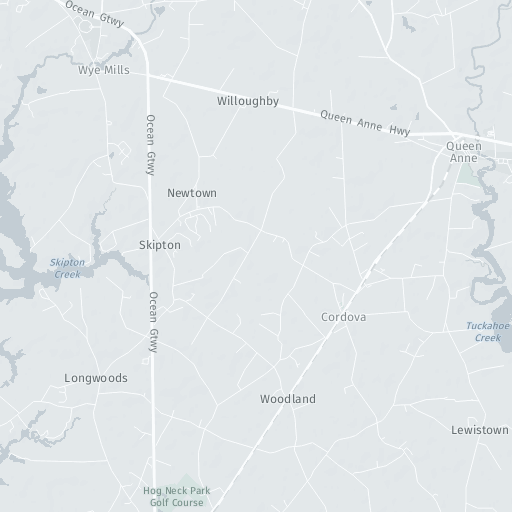 Ocean Gtwy
Wye Mills
Willoughby
Queen Anne Hwy
Ocean Gtwy
Queen
Anne
Newtown
Skipton
Skipton
Creek
Ocean Gtwy
Cordova
Tuckahoe
Creek
Longwoods
Woodland
Lewistown
Hog Neck Park
Golf Course